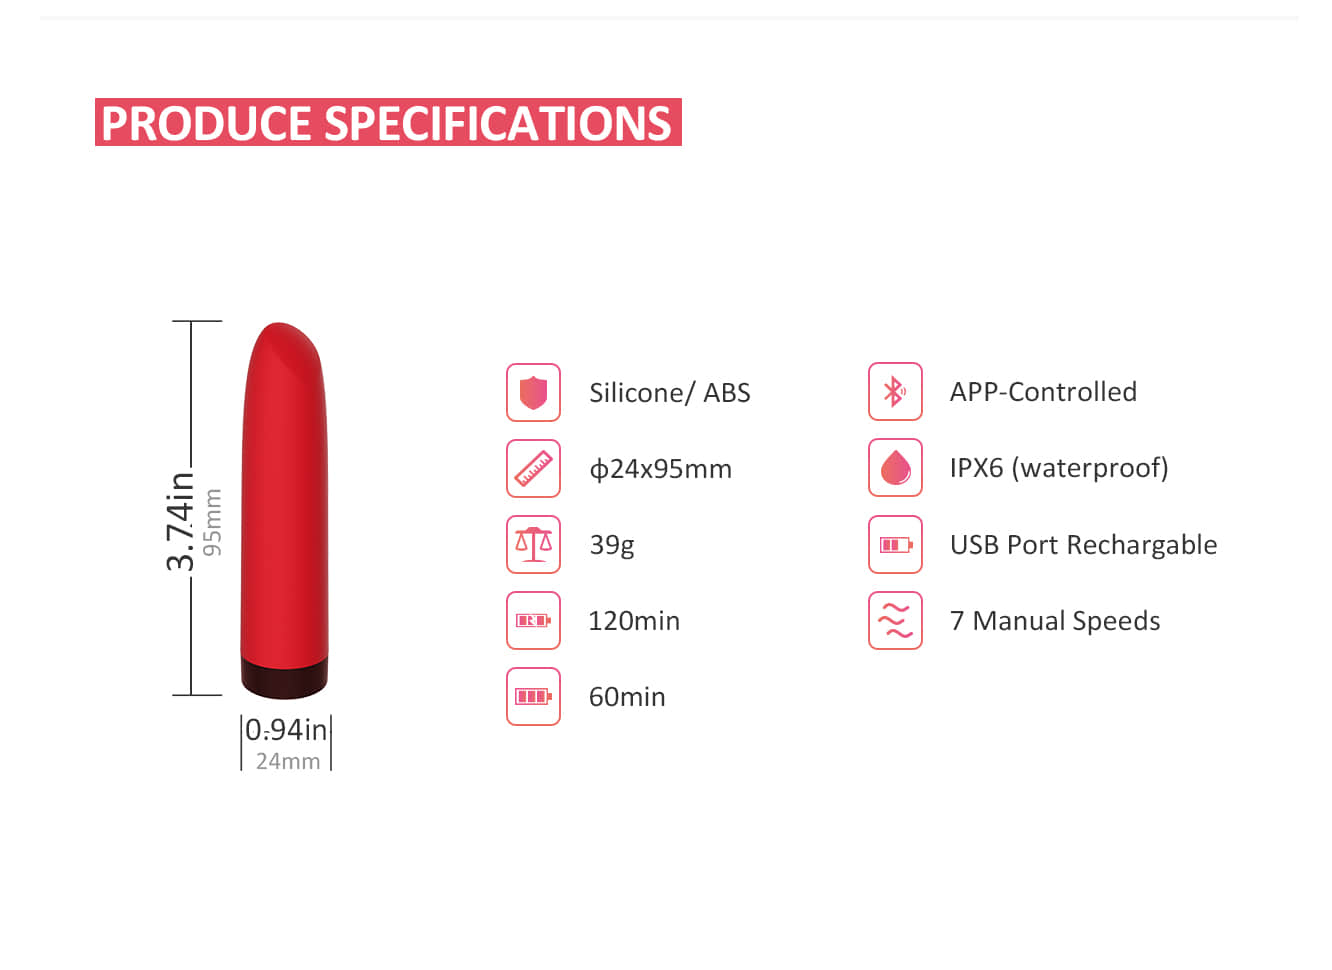 PRODUCE SPECIFICATIONS
3.74in
95mm
0.94in
24mm
Silicone/ ABS
ф24x95mm
39g
120min
60min
APP-Controlled
IPX6 (waterproof)
USB Port Rechargable
7 Manual Speeds